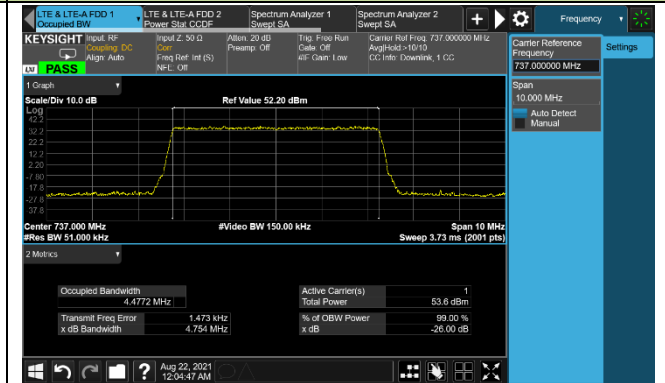 LTE & LTE-A FDD 1
Occupied BW
LTE & LTE-A FDD 2
Power Stat CCDF
Spectrum Analyzer 1
Swept SA
Spectrum Analyzer 2
Swept SA
Frequency
KEYSIGHT
Input: RF
Coupling: DC
Align: Auto
Input Z: 50 Ω
Corr
Freq Ref: Int (S)
NFE: Off
Atten: 20 dB
Preamp: Off
Trig: Free Run
Gate: Off
#IF Gain: Low
Carrier Ref Freq: 737.000000 MHz
Avg|Hold:>10/10
CC Info: Downlink, 1 CC
LXI
PASS
Carrier Reference
Frequency
737.000000 MHz
Settings
Span
10.000 MHz
Auto Detect
Manual
1 Graph
Scale/Div 10.0 dB
Ref Value 52.20 dBm
Log
42.2
32.2
22.2
12.2
2.20
-7.80
-17.8
-27.8
-37.8
Center 737.000 MHz
#Video BW 150.00 kHz
Span 10 MHz
#Res BW 51.000 kHz
Sweep 3.73 ms (2001 pts)
2 Metrics
Occupied Bandwidth
4.4772 MHz
Transmit Freq Error
1.473 kHz
x dB Bandwidth
4.754 MHz
Active Carrier(s)
1
Total Power
53.6 dBm
% of OBW Power
99.00 %
x dB
-26.00 dB
?
Aug 22, 2021
12:04:47 AM